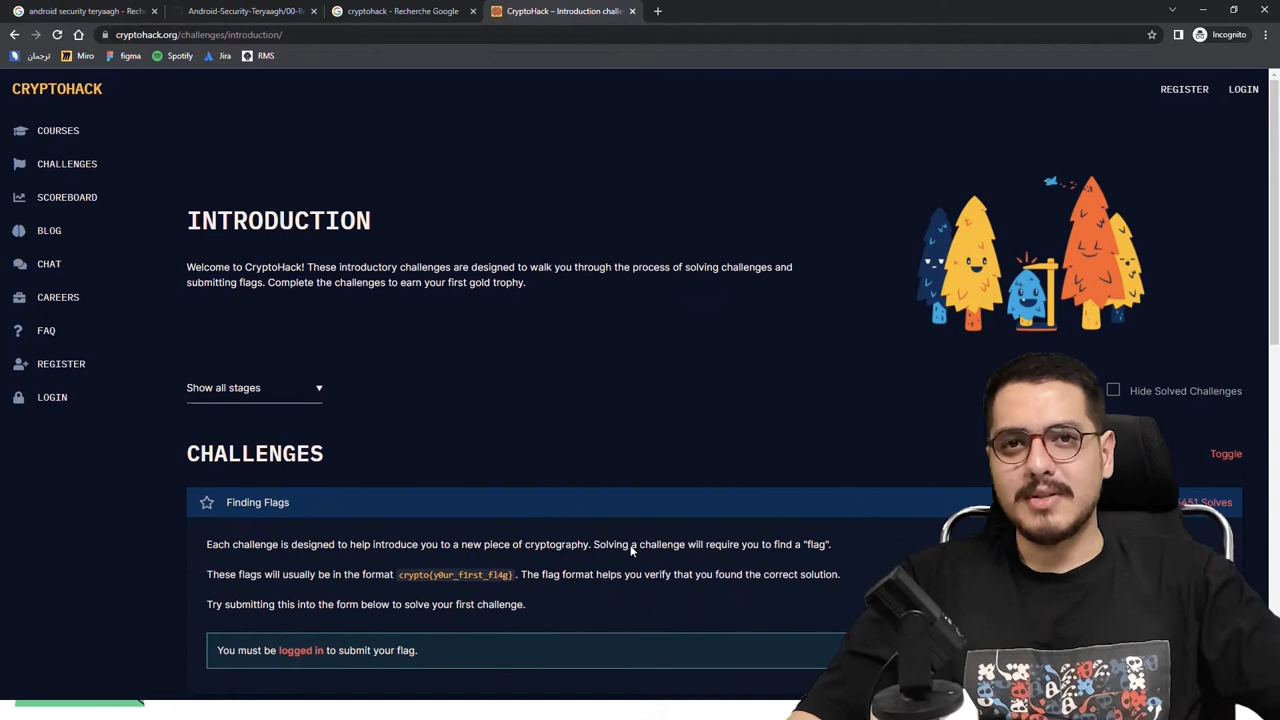 android security teryaagh - Rech
Android-Security-Teryaagh/00-R
cryptohack - Recherche Google
CryptoHack – Introduction challe
cryptohack.org/challenges/introduction/
Incognito
ترجمان
Miro
figma
Spotify
Jira
RMS
CRYPTOHACK
REGISTER
LOGIN
COURSES
CHALLENGES
SCOREBOARD
BLOG
CHAT
CAREERS
FAQ
REGISTER
LOGIN
INTRODUCTION
Welcome to CryptoHack! These introductory challenges are designed to walk you through the process of solving challenges and
submitting flags. Complete the challenges to earn your first gold trophy.
Show all stages
Hide Solved Challenges
CHALLENGES
Toggle
Finding Flags
451 Solves
Each challenge is designed to help introduce you to a new piece of cryptography. Solving a challenge will require you to find a "flag".
These flags will usually be in the format crypto{y0ur_f1rst_fl4g}. The flag format helps you verify that you found the correct solution.
Try submitting this into the form below to solve your first challenge.
You must be logged in to submit your flag.